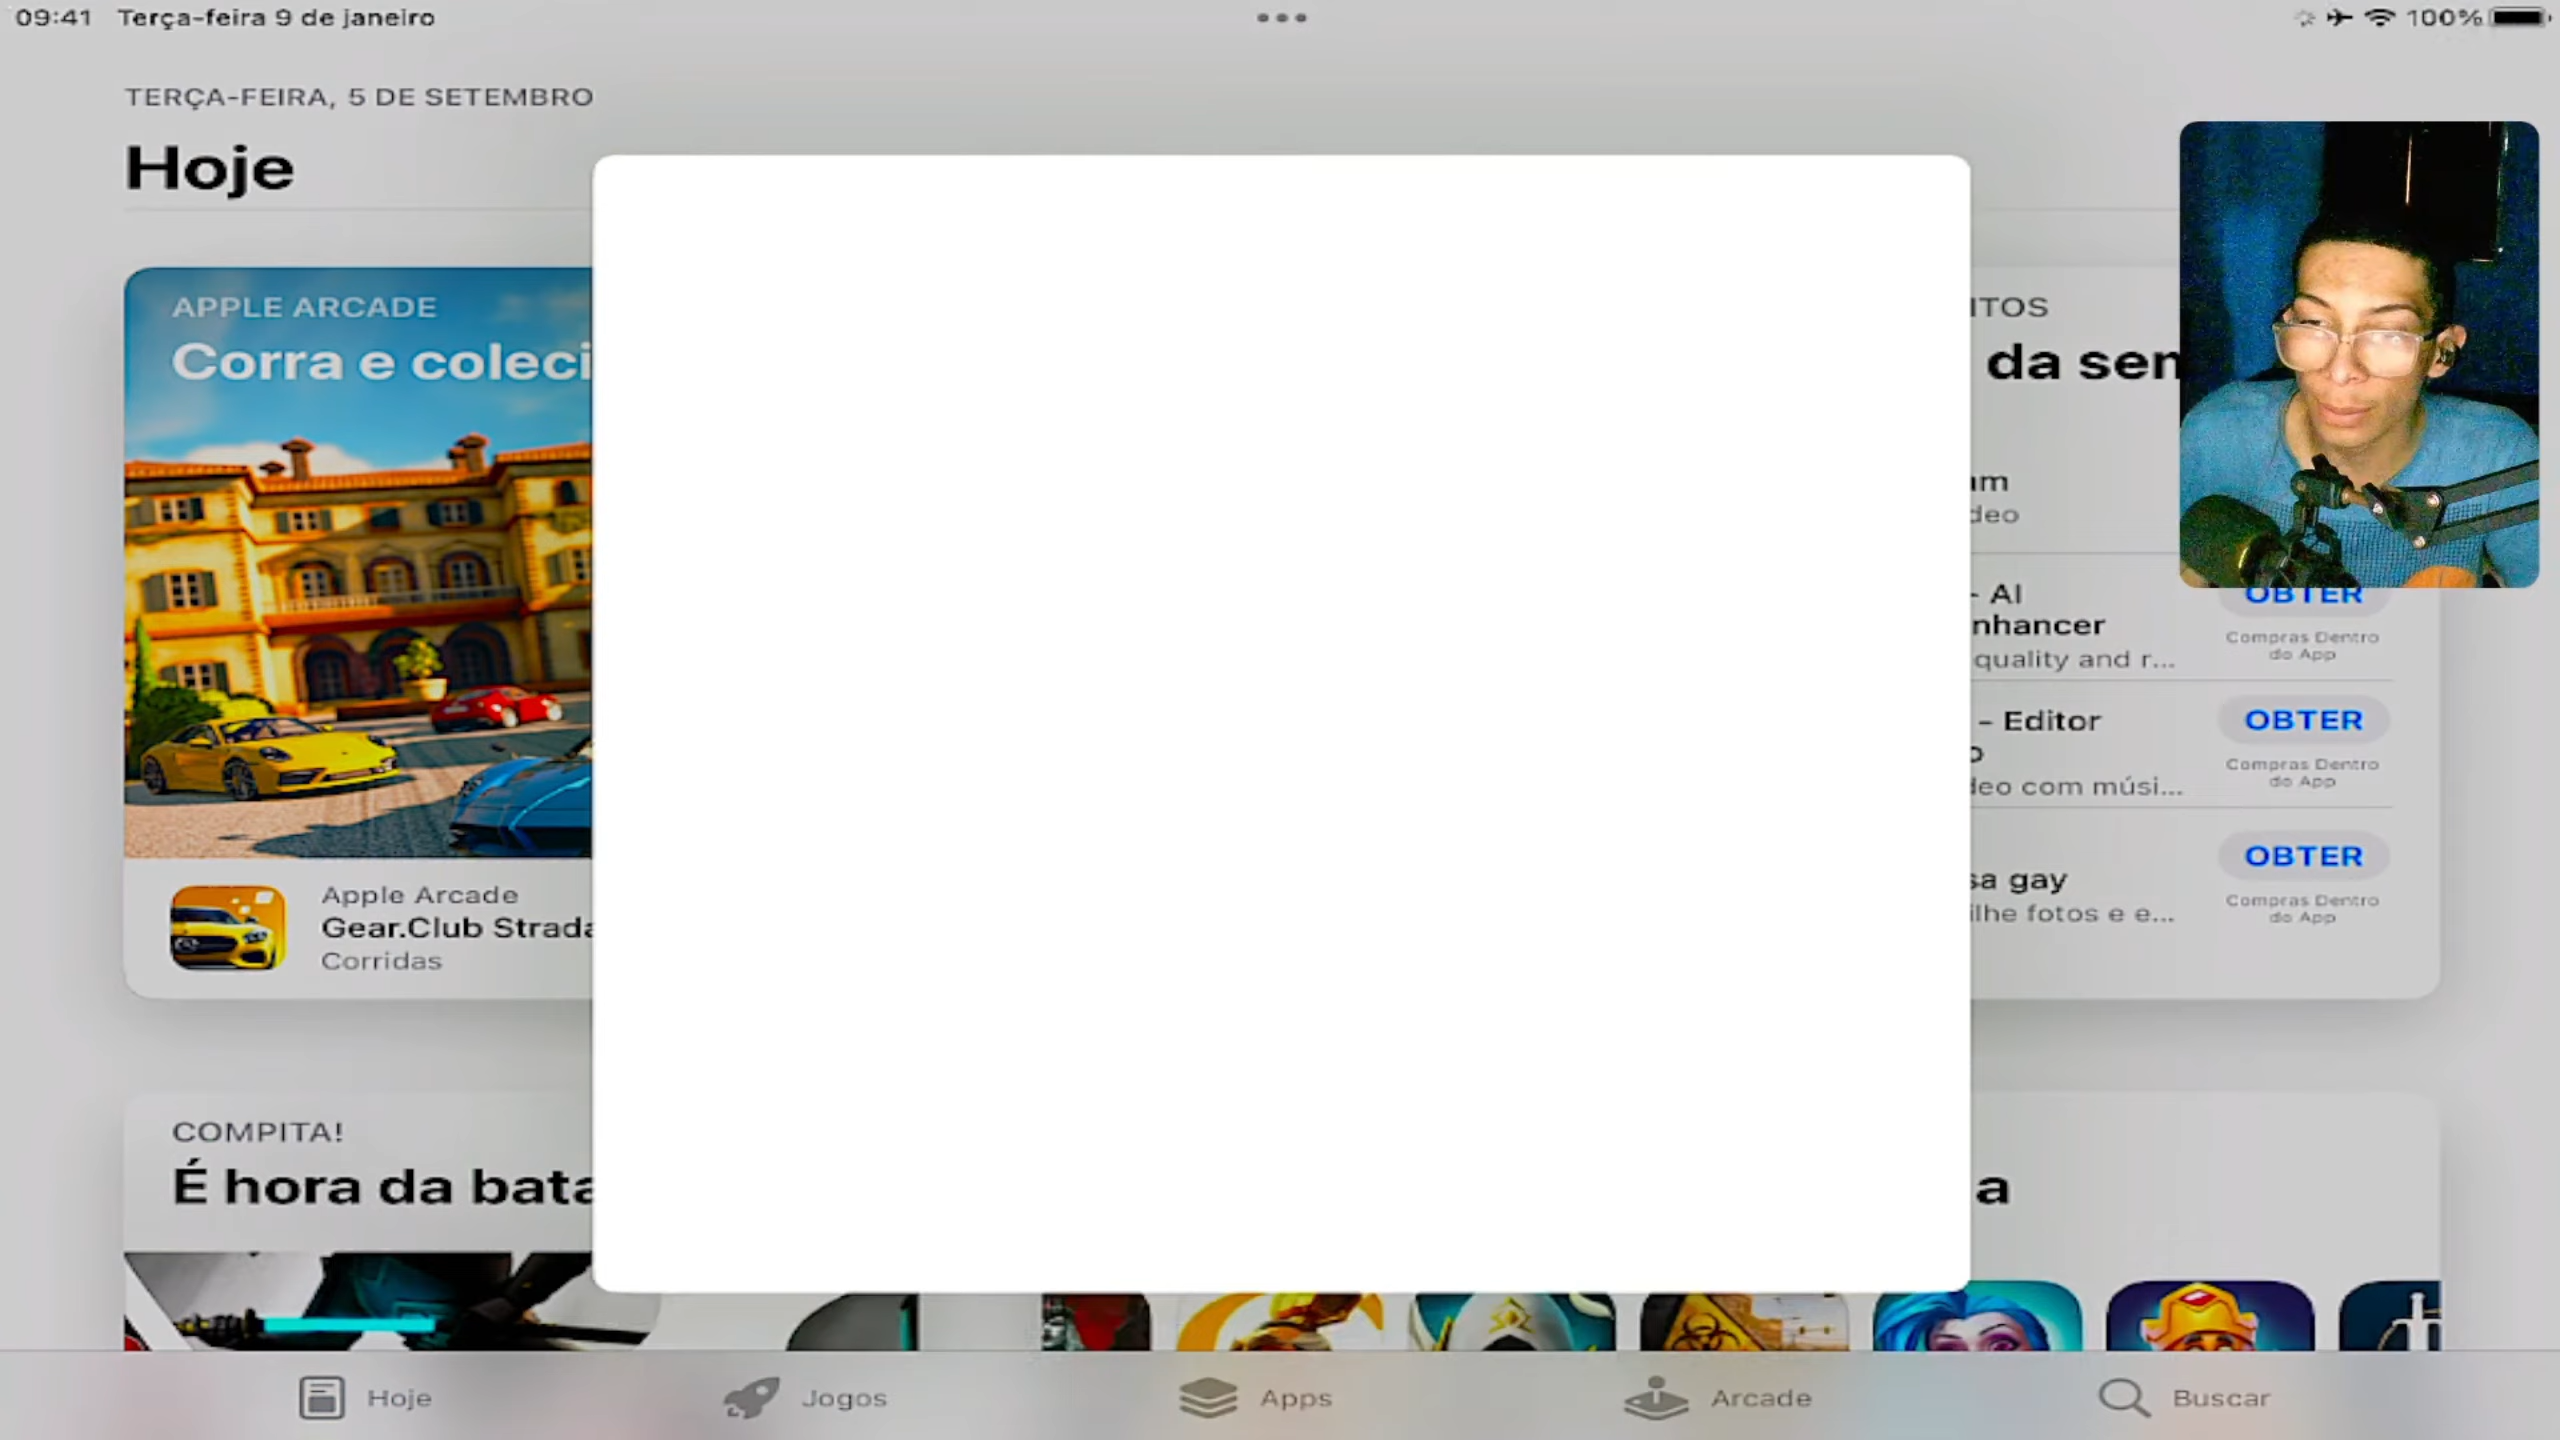 09:41 Terça-feira 9 de janeiro
100%
TERÇA-FEIRA, 5 DE SETEMBRO
Hoje
APPLE ARCADE
Corra e coleci
Apple Arcade
Gear.Club Strada
Corridas
ITOS
da sem
am
deo
- AI
nhancer
quality and r...
OBTER
Compras Dentro
do App
- Editor
o
deo com músi...
OBTER
Compras Dentro
do App
sa gay
ilhe fotos e e...
OBTER
Compras Dentro
do App
COMPITA!
É hora da bata
a
Hoje
Jogos
Apps
Arcade
Buscar